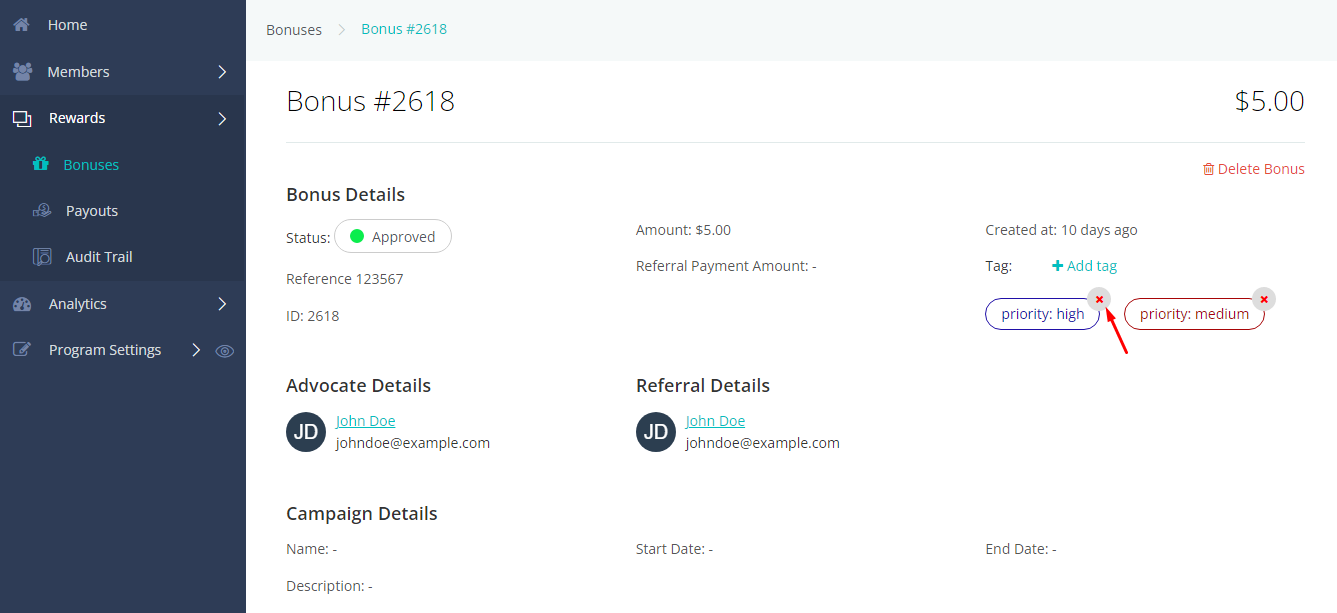 Home
Members
Rewards
Bonuses
Payouts
Audit Trail
Analytics
Program Settings
Bonuses
Bonus #2618
Bonus #2618
$5.00
Delete Bonus
Bonus Details
Status: Approved
Reference 123567
ID: 2618
Amount: $5.00
Referral Payment Amount: -
Created at: 10 days ago
Tag: Add tag
priority: high
priority: medium
Advocate Details
JD
John Doe
johndoe@example.com
Referral Details
JD
John Doe
johndoe@example.com
Campaign Details
Name: -
Start Date: -
End Date: -
Description: -